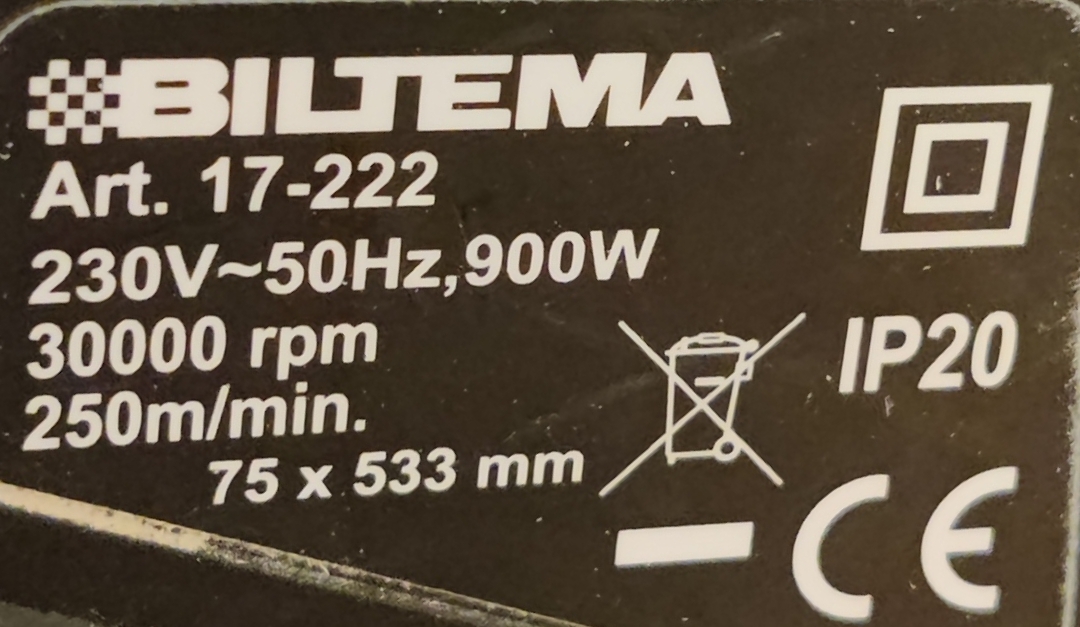 BILTEMA
Art. 17-222
230V~50Hz,900W
30000 rpm
250m/min.
75 x 533 mm
IP20
CE